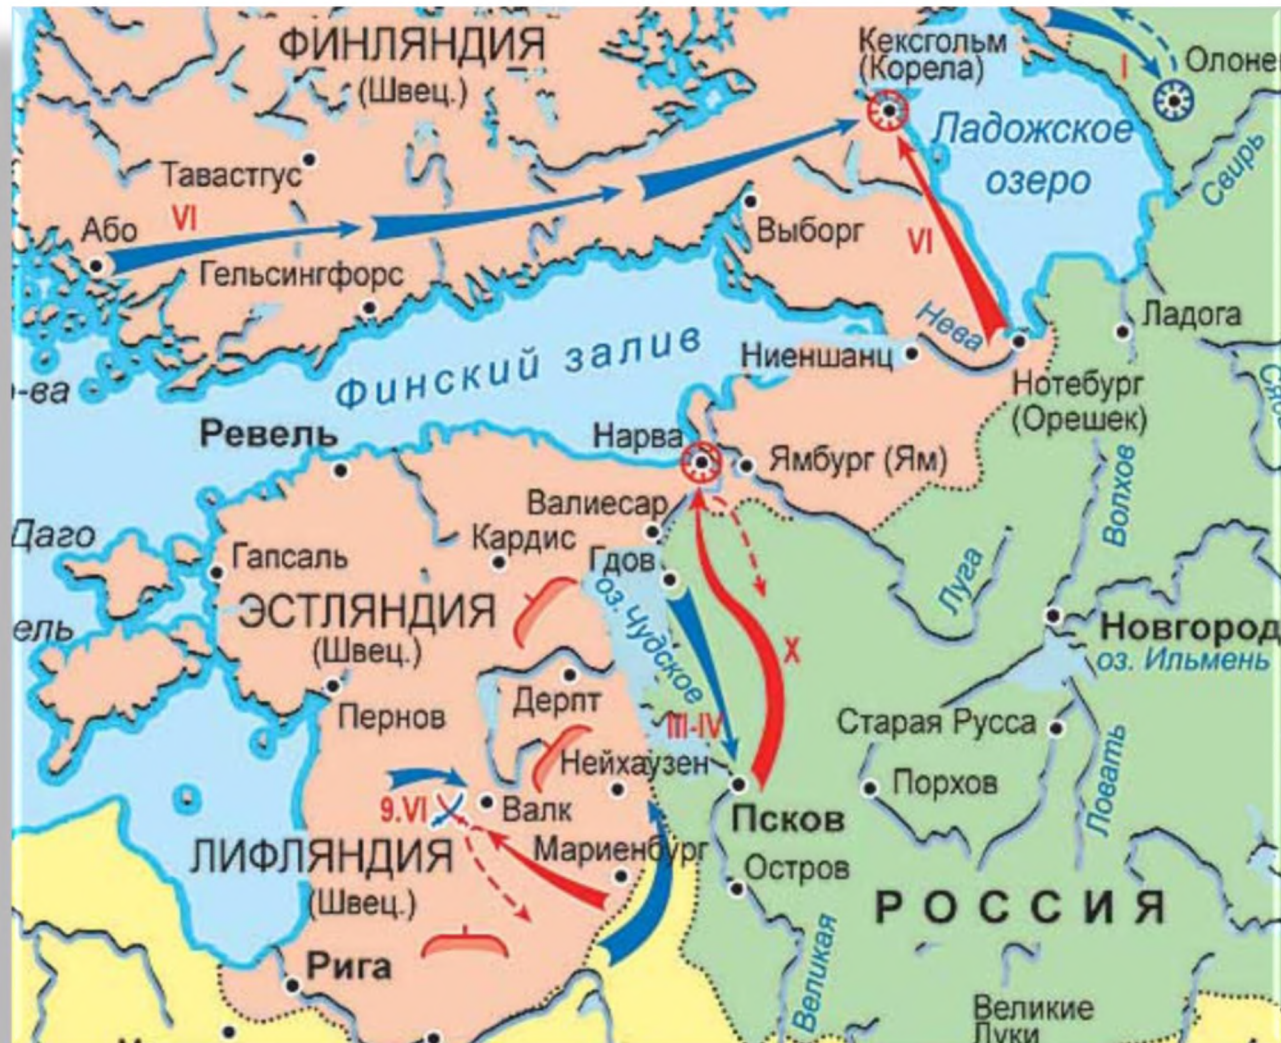 ФИНЛЯНДИЯ
(Швец.)
Кексгольм
(Корела)
I
Ладожское
озеро
Свирь
Тавастгус
VI
Або
Гельсингфорс
Выборг
VI
Ладога
Нева
Ниеншанц
Нотебург
(Орешек)
Финский залив
Ревель
Нарва
Ямбург (Ям)
Волхов
Валиесар
Кардис
Гдов
Луга
Даго
Гапсаль
ЭСТЛЯНДИЯ
(Швец.)
оз. Чудское
X
Новгород
оз. Ильмень
Пернов
Дерпт
III-IV
Старая Русса
Ловать
Нейхаузен
Порхов
9.VI
Валк
Псков
ЛИФЛЯНДИЯ
(Швец.)
Мариенбург
Остров
РОССИЯ
Рига
Великая
Великие
Луки